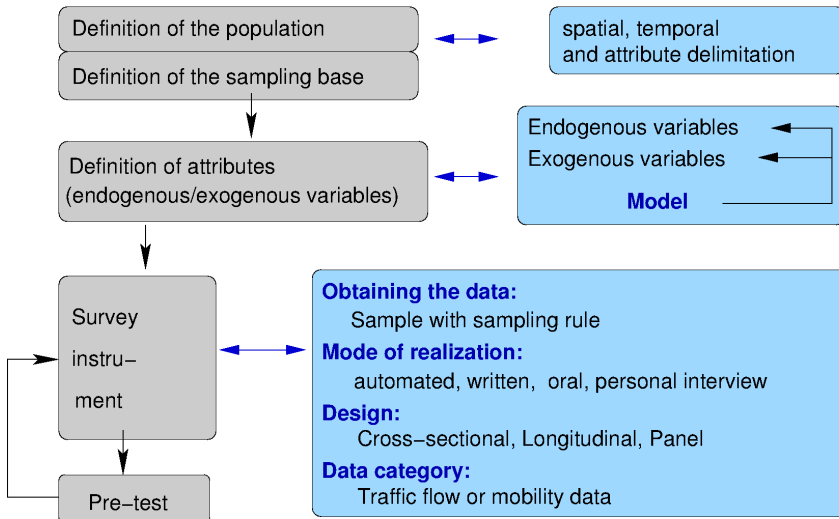 Definition of the population
spatial, temporal
and attribute delimitation
Definition of the sampling base
Definition of attributes
(endogenous/exogenous variables)
Endogenous variables
Exogenous variables
Model
Survey
instru−
ment
Obtaining the data:
Sample with sampling rule
Mode of realization:
automated, written, oral, personal interview
Design:
Cross−sectional, Longitudinal, Panel
Data category:
Traffic flow or mobility data
Pre−test